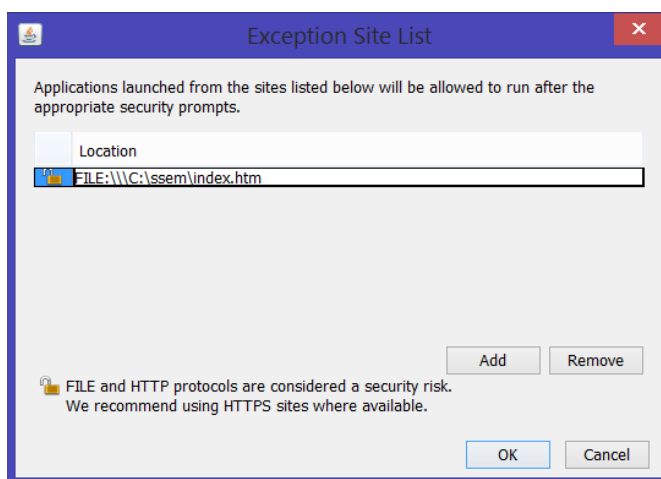 Exception Site List
Applications launched from the sites listed below will be allowed to run after the
appropriate security prompts.
Location
FILE:\\\C:\ssem\index.htm
Add
Remove
FILE and HTTP protocols are considered a security risk.
We recommend using HTTPS sites where available.
OK
Cancel